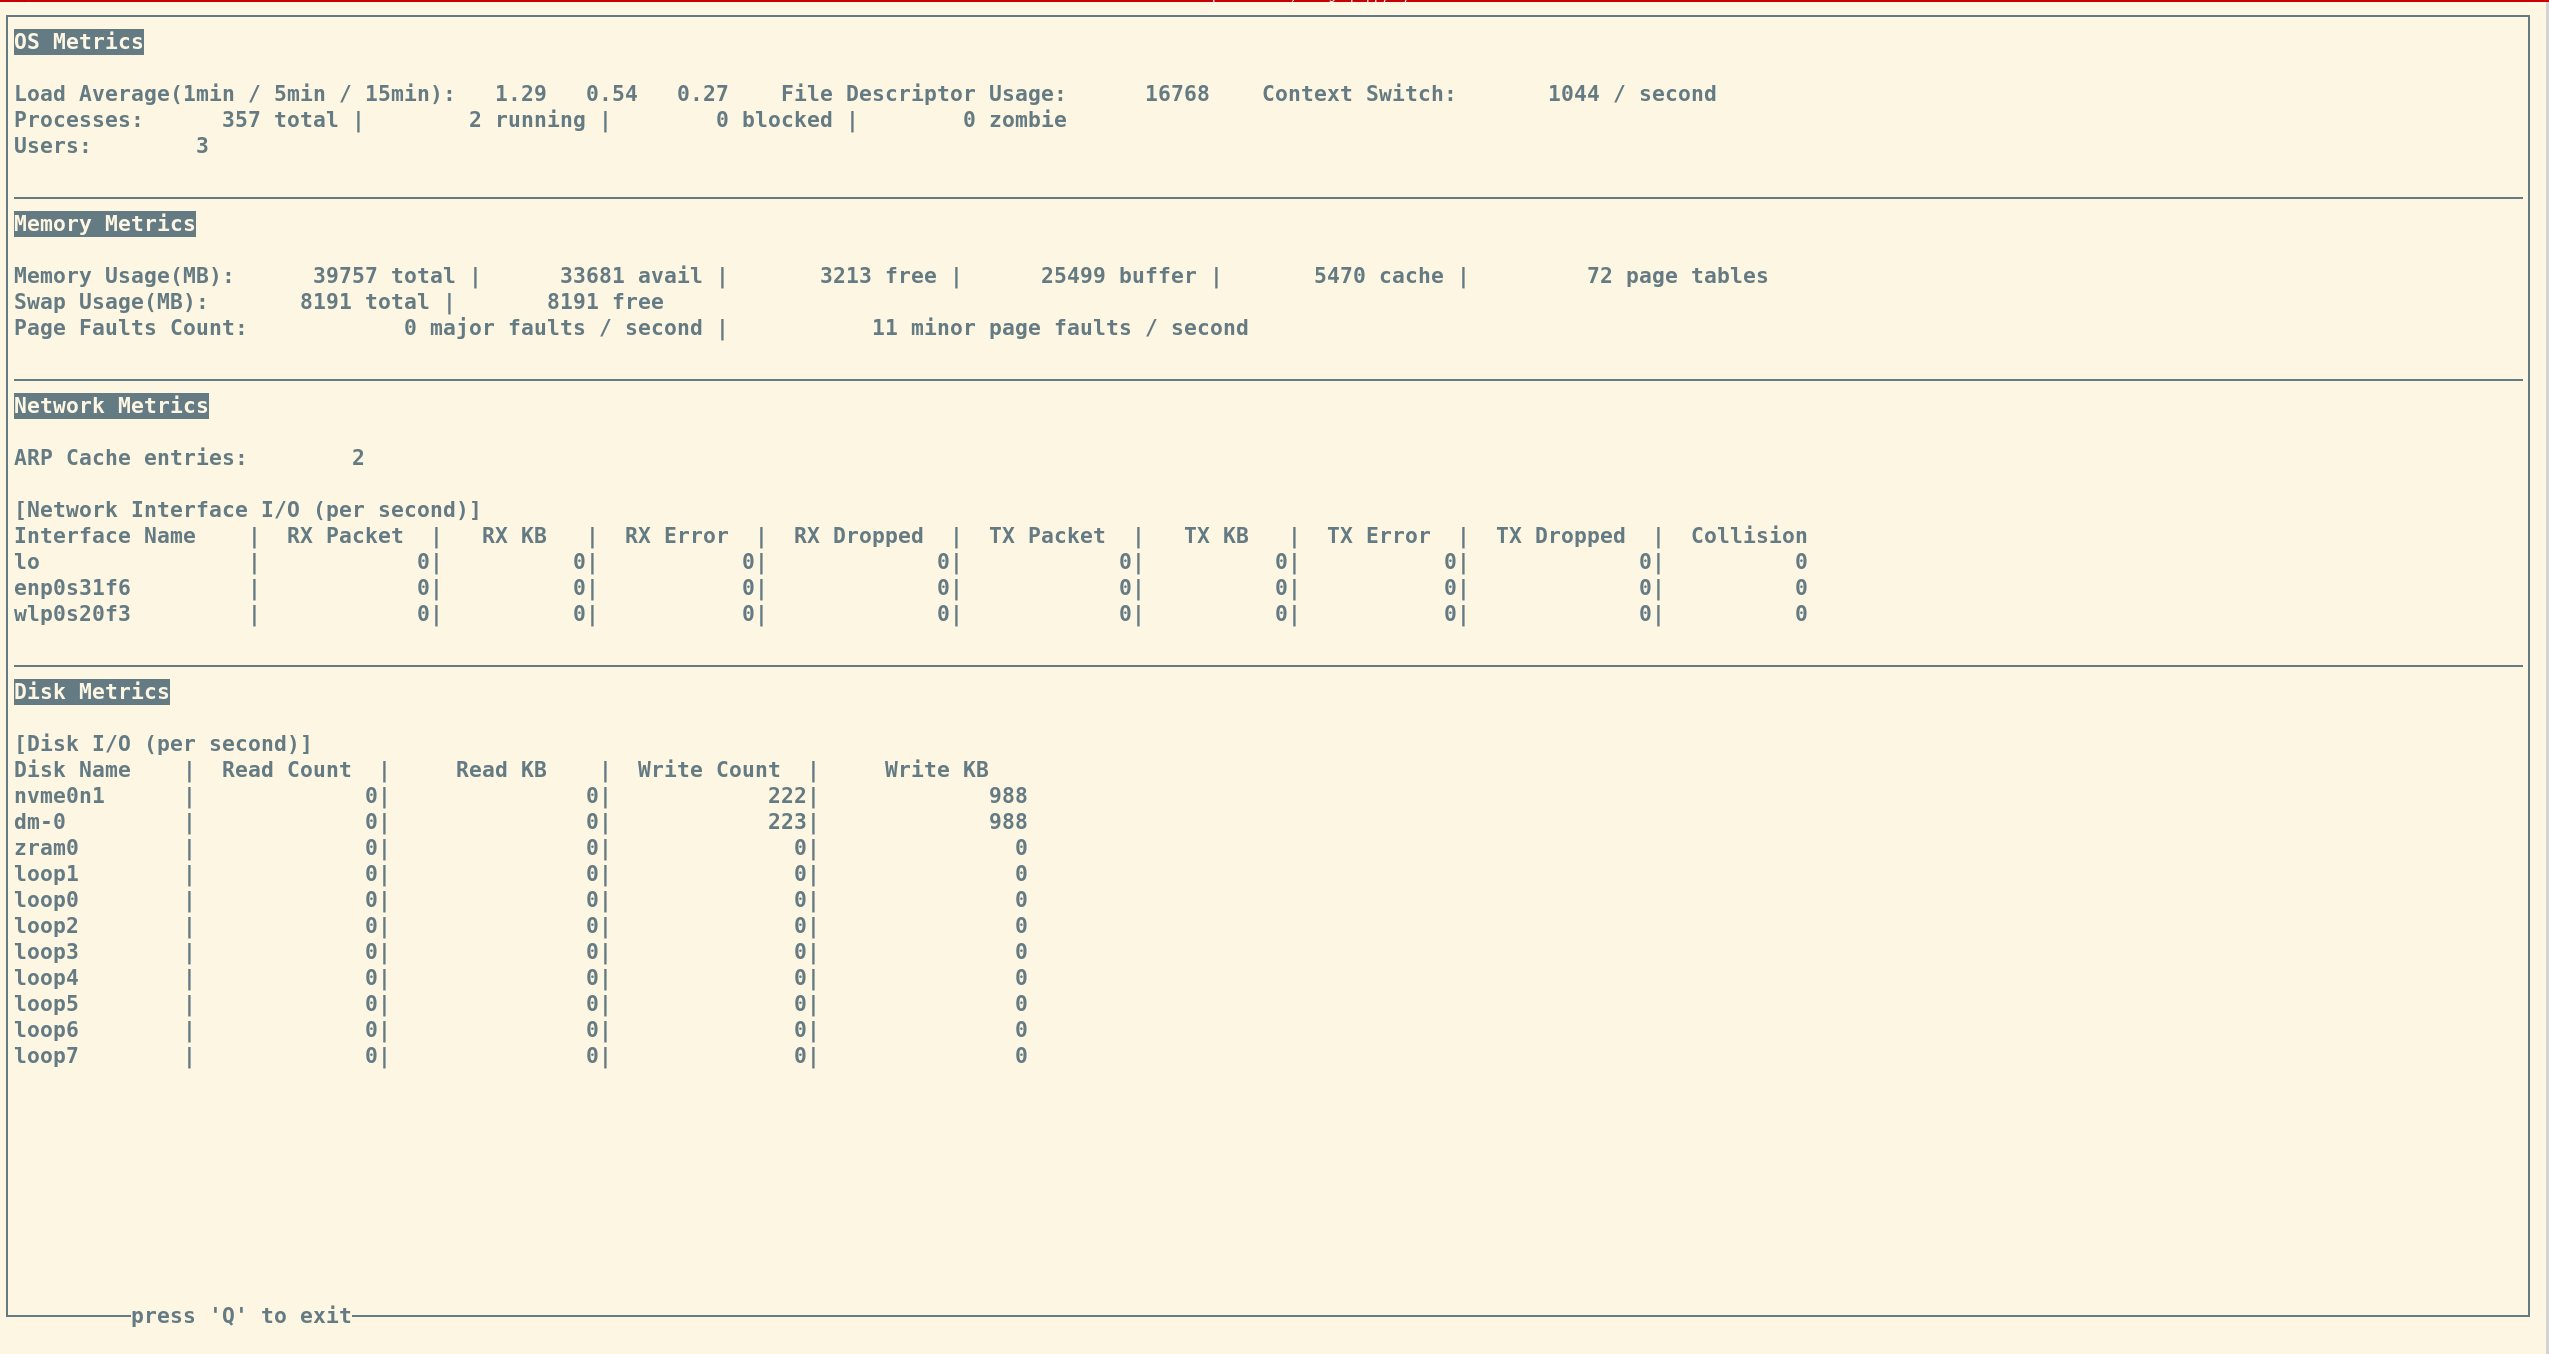 OS Metrics
Load Average(1min / 5min / 15min):   1.29   0.54   0.27    File Descriptor Usage:      16768    Context Switch:       1044 / second
Processes:      357 total |        2 running |        0 blocked |        0 zombie
Users:        3
Memory Metrics
Memory Usage(MB):      39757 total |      33681 avail |       3213 free |      25499 buffer |       5470 cache |         72 page tables
Swap Usage(MB):       8191 total |       8191 free
Page Faults Count:            0 major faults / second |           11 minor page faults / second
Network Metrics
ARP Cache entries:        2
[Network Interface I/O (per second)]
Interface Name    |  RX Packet  |   RX KB   |  RX Error  |  RX Dropped  |  TX Packet  |   TX KB   |  TX Error  |  TX Dropped  |  Collision
lo                |            0|          0|           0|             0|            0|          0|           0|             0|          0
enp0s31f6         |            0|          0|           0|             0|            0|          0|           0|             0|          0
wlp0s20f3         |            0|          0|           0|             0|            0|          0|           0|             0|          0
Disk Metrics
[Disk I/O (per second)]
Disk Name    |  Read Count  |     Read KB    |  Write Count  |     Write KB
nvme0n1      |             0|               0|            222|             988
dm-0         |             0|               0|            223|             988
zram0        |             0|               0|              0|               0
loop1        |             0|               0|              0|               0
loop0        |             0|               0|              0|               0
loop2        |             0|               0|              0|               0
loop3        |             0|               0|              0|               0
loop4        |             0|               0|              0|               0
loop5        |             0|               0|              0|               0
loop6        |             0|               0|              0|               0
loop7        |             0|               0|              0|               0
press 'Q' to exit